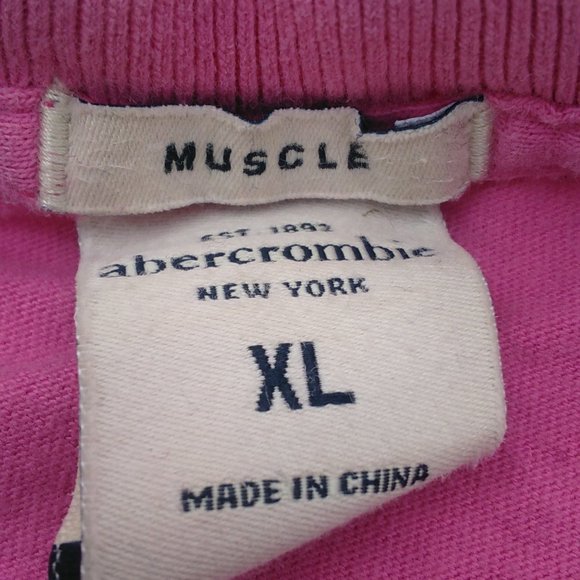 MUSCLE
EST. 1892
abercrombie
NEW YORK
XL
MADE IN CHINA